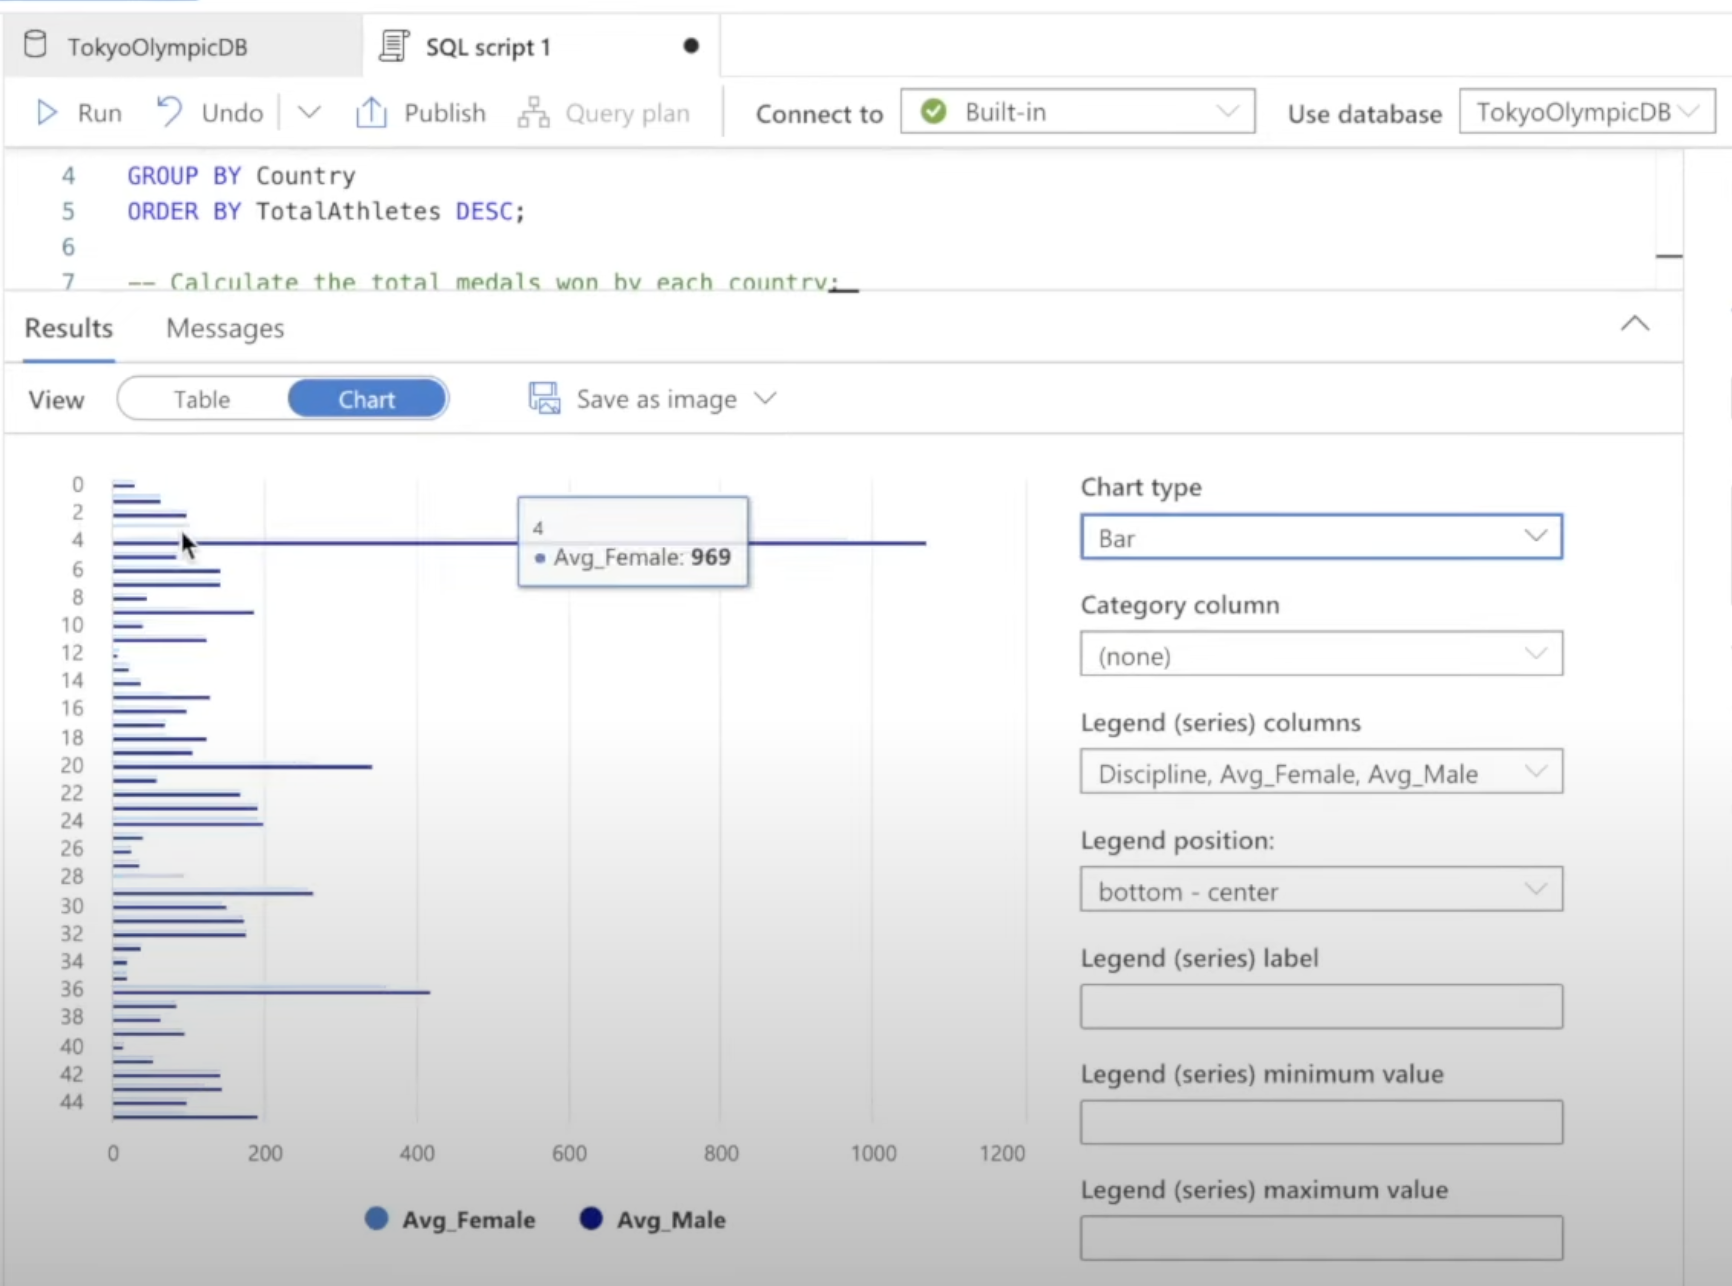 TokyoOlympicDB
SQL script 1
Run
Undo
Publish
Query plan
Connect to
Built-in
Use database
TokyoOlympicDB
4 GROUP BY Country
5 ORDER BY TotalAthletes DESC;
6
7 -- Calculate the total medals won by each country;
Results
Messages
View
Table
Chart
Save as image
0
2
4
6
8
10
12
14
16
18
20
22
24
26
28
30
32
34
36
38
40
42
44
4
Avg_Female: 969
0 200 400 600 800 1000 1200
Avg_Female
Avg_Male
Chart type
Bar
Category column
(none)
Legend (series) columns
Discipline, Avg_Female, Avg_Male
Legend position:
bottom - center
Legend (series) label
Legend (series) minimum value
Legend (series) maximum value